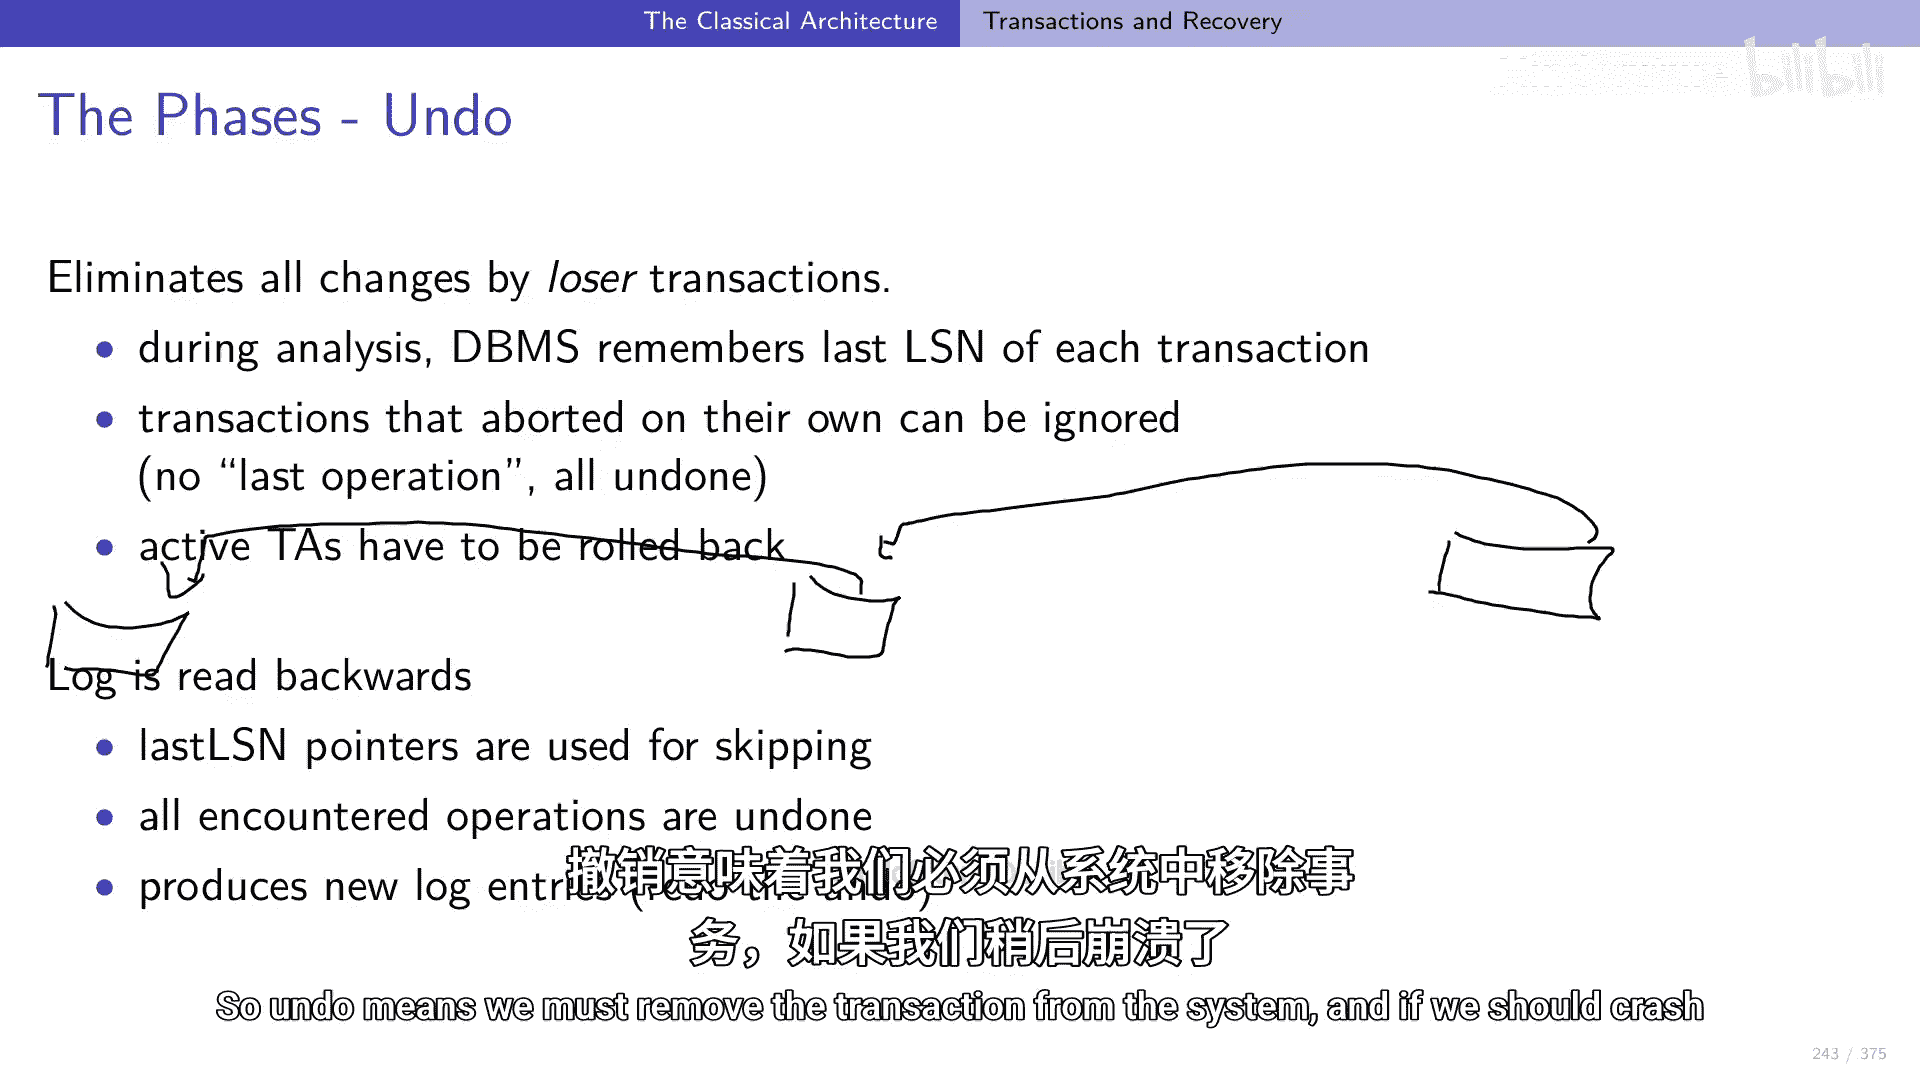 The Classical Architecture
Transactions and Recovery
bilibili
The Phases - Undo
Eliminates all changes by loser transactions.
• during analysis, DBMS remembers last LSN of each transaction
• transactions that aborted on their own can be ignored
(no “last operation”, all undone)
• active TAs have to be rolled back
Log is read backwards
• lastLSN pointers are used for skipping
• all encountered operations are undone
• produces new log entries (redo the undo)
撤销意味着我们必须从系统中移除事
务，如果我们稍后崩溃了
So undo means we must remove the transaction from the system, and if we should crash
243 / 375